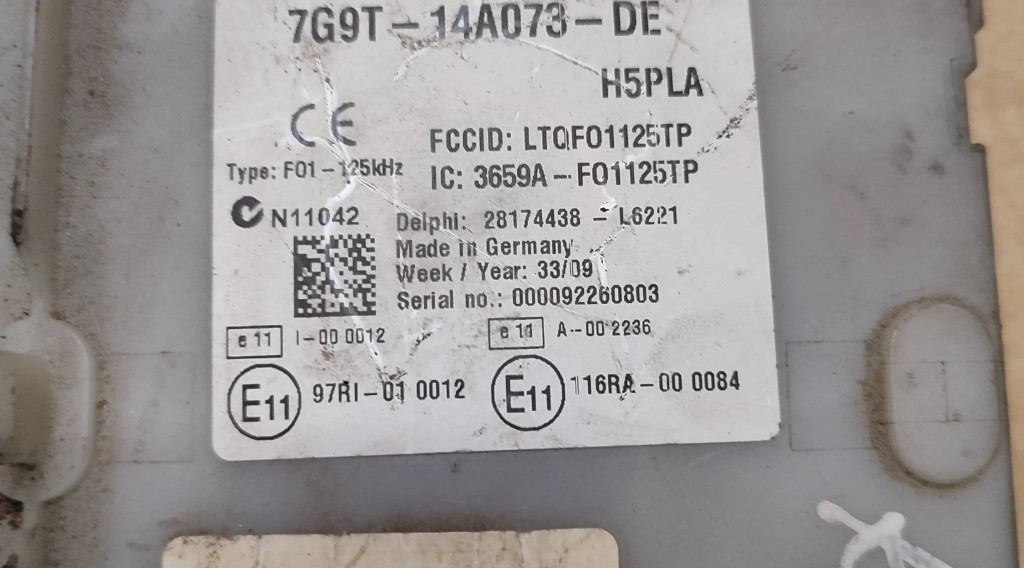 7G9T-14A073-DE
H5PLA
CE
FCCID: LTQF01125TP
Type: F01-125kHz
IC: 3659A-F01125TP
N11042
Delphi: 28174438-L6221
Made in Germany
Week / Year: 33/09
Serial no.: 000092260803
e 11 I-00 0012
e 11 A-00 2236
E11 97RI-01 0012
E11 116RA-00 0084